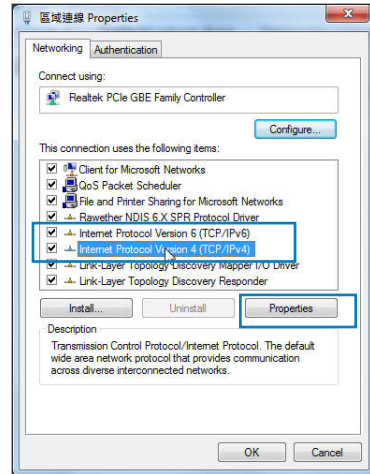 區域連線 Properties
Networking
Authentication
Connect using:
Realtek PCIe GBE Family Controller
Configure...
This connection uses the following items:
Client for Microsoft Networks
QoS Packet Scheduler
File and Printer Sharing for Microsoft Networks
Rawether NDIS 6.X SPR Protocol Driver
Internet Protocol Version 6 (TCP/IPv6)
Internet Protocol Version 4 (TCP/IPv4)
Link-Layer Topology Discovery Mapper I/O Driver
Link-Layer Topology Discovery Responder
Install...
Uninstall
Properties
Description
Transmission Control Protocol/Internet Protocol. The default
wide area network protocol that provides communication
across diverse interconnected networks.
OK
Cancel